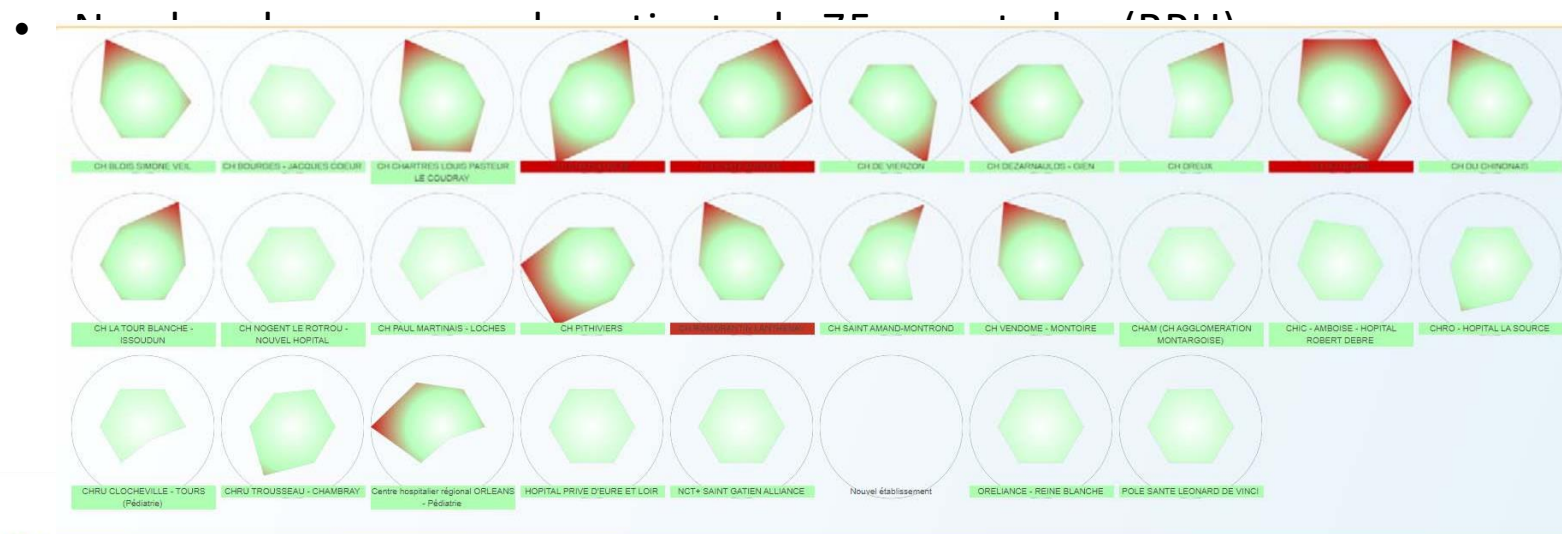 CH BLOIS SIMONE VEIL
CH BOURGES - JACQUES COEUR
CH CHARTRES LOUIS PASTEUR
LE COUDRAY
CH DE VIERZON
CH DEZARNAULDS - GIEN
CH DREUX
CH DU CHINONAIS
CH LA TOUR BLANCHE -
ISSOUDUN
CH NOGENT LE ROTROU -
NOUVEL HOPITAL
CH PAUL MARTINAIS - LOCHES
CH PITHIVIERS
CH ROMORANTIN LANTHENAY
CH SAINT AMAND-MONTROND
CH VENDOME - MONTOIRE
CHAM (CH AGGLOMERATION
MONTARGOISE)
CHIC - AMBOISE - HOPITAL
ROBERT DEBRE
CHRO - HOPITAL LA SOURCE
CHRU CLOCHEVILLE - TOURS
(Pédiatrie)
CHRU TROUSSEAU - CHAMBRAY
Centre hospitalier régional ORLEANS
- Pédiatrie
HOPITAL PRIVE D'EURE ET LOIR
NCT+ SAINT GATIEN ALLIANCE
Nouvel établissement
ORELIANCE - REINE BLANCHE
POLE SANTE LEONARD DE VINCI